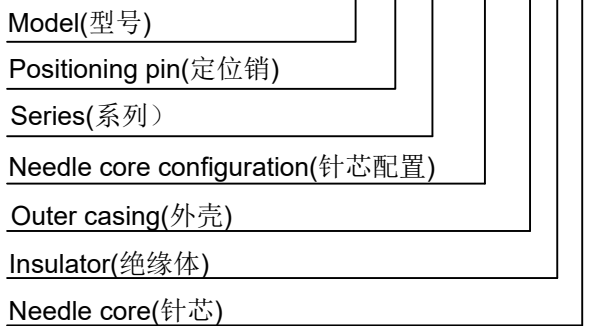 Model(型号)
Positioning pin(定位销)
Series(系列）
Needle core configuration(针芯配置)
Outer casing(外壳)
Insulator(绝缘体)
Needle core(针芯)